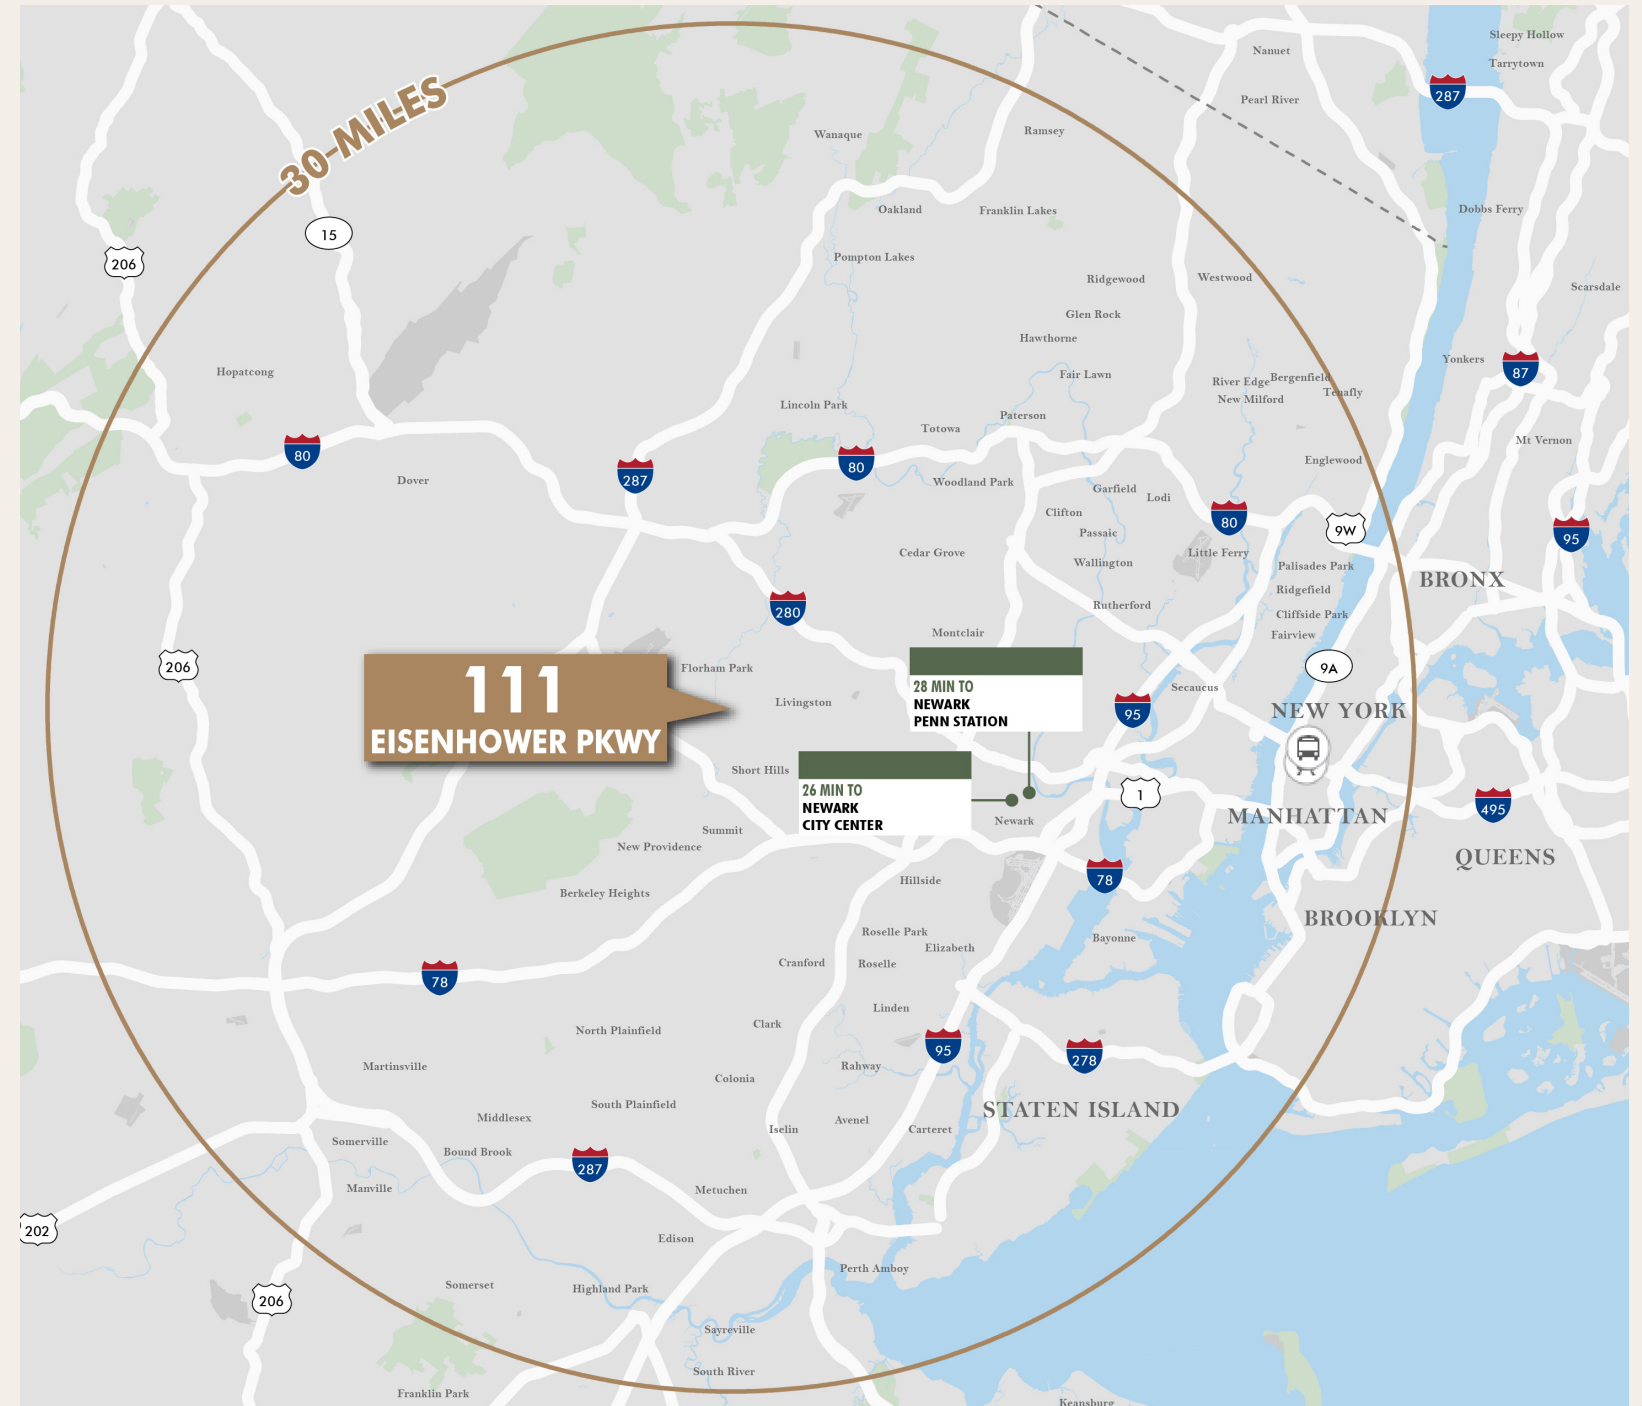 Sleepy Hollow
Nanuet
Tarrytown
287
Pearl River
30 MILES
Wanaque
Ramsey
Oakland
Franklin Lakes
Dobbs Ferry
15
206
Pompton Lakes
Ridgewood
Westwood
Scarsdale
Glen Rock
Hawthorne
Yonkers
87
Hopatcong
Fair Lawn
River Edge
Bergenfield
Tenafly
New Milford
Lincoln Park
Paterson
Totowa
Mt Vernon
80
Englewood
80
287
Dover
Woodland Park
Garfield
Lodi
Clifton
80
9W
95
Passaic
Cedar Grove
Little Ferry
Wallington
Palisades Park
BRONX
Ridgefield
280
Rutherford
Cliffside Park
Montclair
Fairview
206
Florham Park
9A
111
EISENHOWER PKWY
28 MIN TO
NEWARK
PENN STATION
Secaucus
Livingston
95
NEW YORK
Short Hills
26 MIN TO
NEWARK
CITY CENTER
1
495
Newark
MANHATTAN
Summit
New Providence
QUEENS
Hillside
78
Berkeley Heights
BROOKLYN
Roselle Park
Elizabeth
Bayonne
Cranford
Roselle
78
Linden
Clark
North Plainfield
95
278
Martinsville
Rahway
Colonia
South Plainfield
STATEN ISLAND
Middlesex
Avenel
Iselin
Carteret
Somerville
Bound Brook
287
Manville
Metuchen
202
Edison
Perth Amboy
Somerset
Highland Park
206
Sayreville
South River
Franklin Park
Keansburg